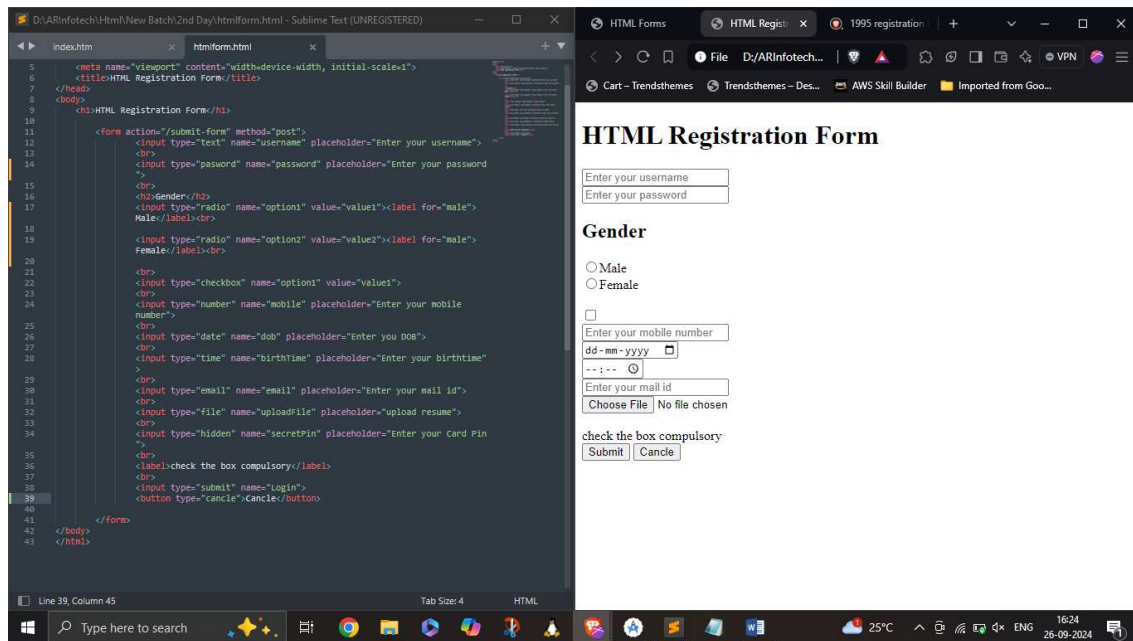 D:\ARInfotech\Html\New Batch\2nd Day\htmlform.html - Sublime Text (UNREGISTERED)
index.htm
htmlform.html
5 <meta name="viewport" content="width=device-width, initial-scale=1">
6 <title>HTML Registration Form</title>
7 </head>
8 <body>
9 <h1>HTML Registration Form</h1>
10
11 <form action="/submit-form" method="post">
12 <input type="text" name="username" placeholder="Enter your username">
13 <br>
14 <input type="pasword" name="password" placeholder="Enter your password
">
15 <br>
16 <h2>Gender</h2>
17 <input type="radio" name="option1" value="value1"><label for="male">
Male</label><br>
18
19 <input type="radio" name="option2" value="value2"><label for="male">
Female</label><br>
20
21 <br>
22 <input type="checkbox" name="option1" value="value1">
23 <br>
24 <input type="number" name="mobile" placeholder="Enter your mobile
number">
25 <br>
26 <input type="date" name="dob" placeholder="Enter you DOB">
27 <br>
28 <input type="time" name="birthTime" placeholder="Enter your birthtime"
>
29 <br>
30 <input type="email" name="email" placeholder="Enter your mail id">
31 <br>
32 <input type="file" name="uploadFile" placeholder="upload resume">
33 <br>
34 <input type="hidden" name="secretPin" placeholder="Enter your Card Pin
">
35 <br>
36 <label>check the box compulsory</label>
37 <br>
38 <input type="submit" name="Login">
39 <button type="cancle">Cancle</button>
40
41 </form>
42 </body>
43 </html>
Line 39, Column 45
Tab Size: 4
HTML
HTML Forms
HTML Registr
1995 registration
File D:/ARInfotech...
VPN
Cart – Trendsthemes
Trendsthemes – Des...
AWS Skill Builder
Imported from Goo...
HTML Registration Form
Enter your username
Enter your password
Gender
Male
Female
Enter your mobile number
dd-mm-yyyy
--:--
Enter your mail id
Choose File No file chosen
check the box compulsory
Submit Cancle
Type here to search
25°C
ENG
16:24
26-09-2024